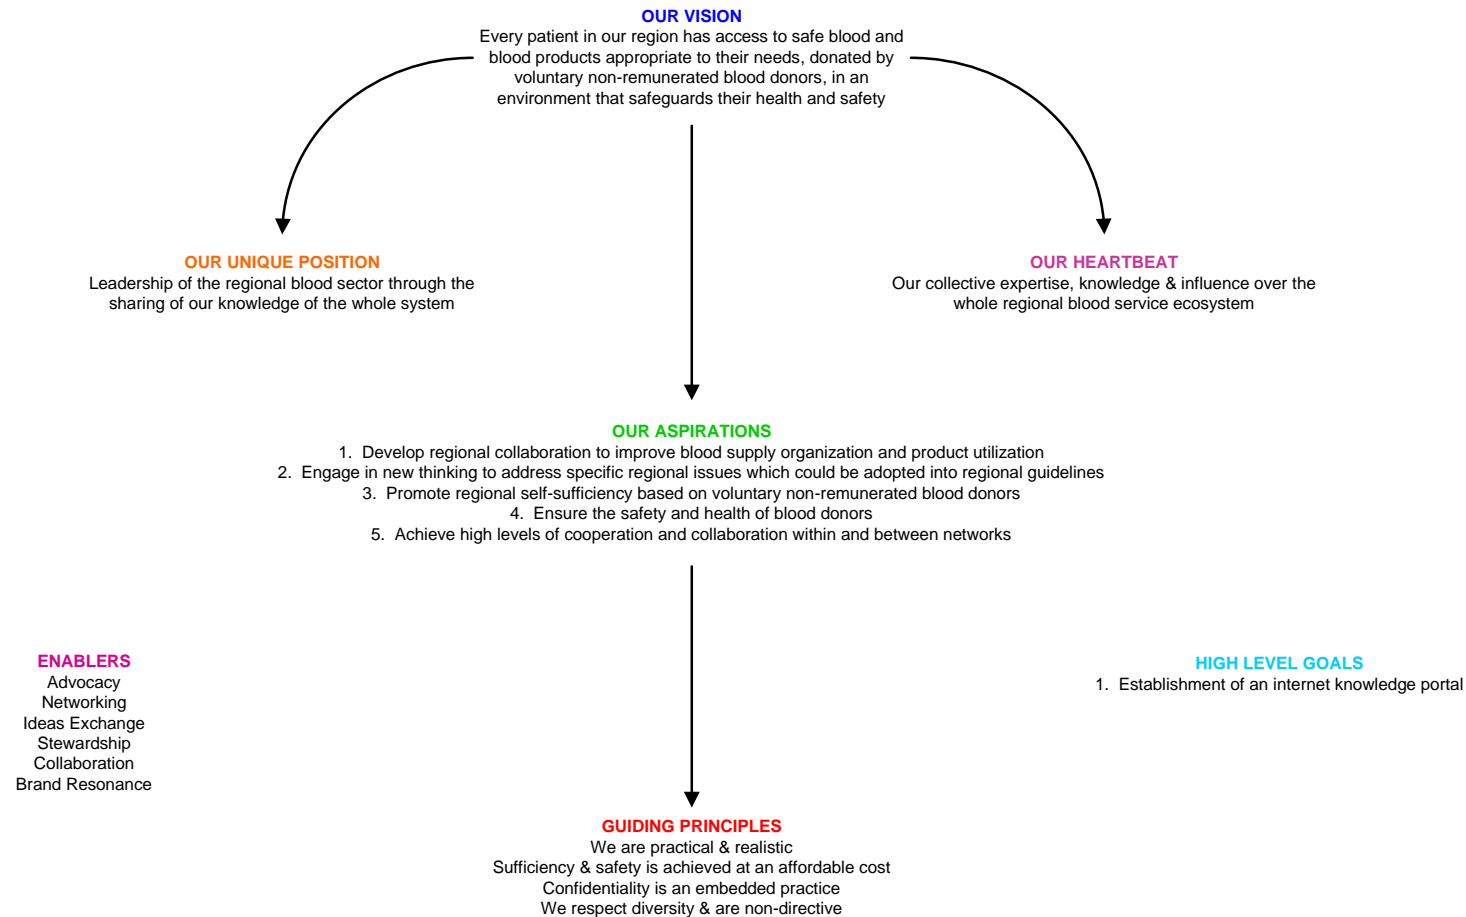 OUR VISION
Every patient in our region has access to safe blood and
blood products appropriate to their needs, donated by
voluntary non-remunerated blood donors, in an
environment that safeguards their health and safety
OUR UNIQUE POSITION
Leadership of the regional blood sector through the
sharing of our knowledge of the whole system
OUR HEARTBEAT
Our collective expertise, knowledge & influence over the
whole regional blood service ecosystem
OUR ASPIRATIONS
1. Develop regional collaboration to improve blood supply organization and product utilization
2. Engage in new thinking to address specific regional issues which could be adopted into regional guidelines
3. Promote regional self-sufficiency based on voluntary non-remunerated blood donors
4. Ensure the safety and health of blood donors
5. Achieve high levels of cooperation and collaboration within and between networks
ENABLERS
Advocacy
Networking
Ideas Exchange
Stewardship
Collaboration
Brand Resonance
HIGH LEVEL GOALS
1. Establishment of an internet knowledge portal
GUIDING PRINCIPLES
We are practical & realistic
Sufficiency & safety is achieved at an affordable cost
Confidentiality is an embedded practice
We respect diversity & are non-directive